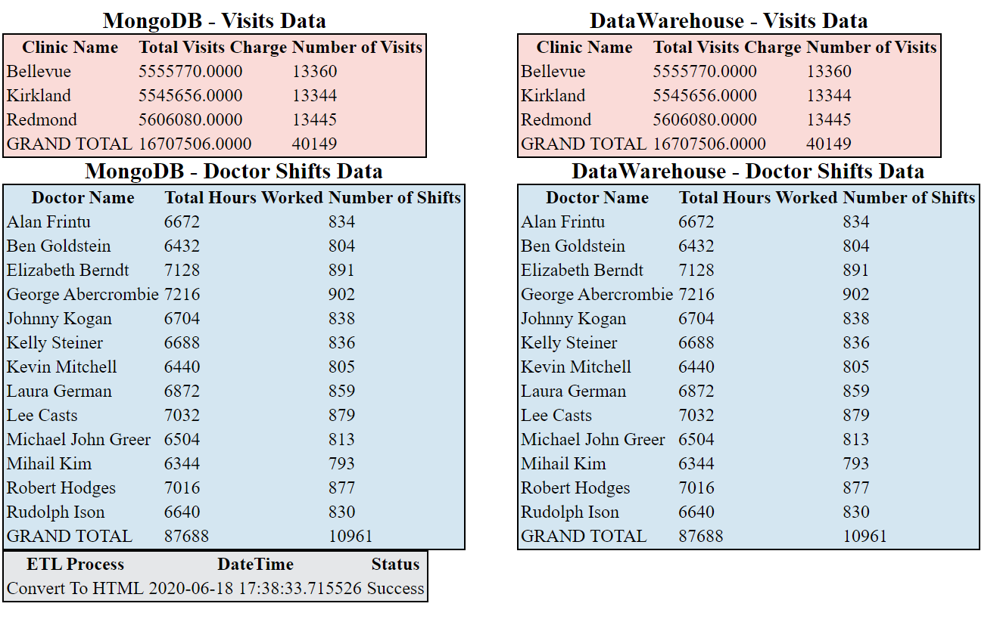 MongoDB - Visits Data
Clinic Name Total Visits Charge Number of Visits
Bellevue 5555770.0000 13360
Kirkland 5545656.0000 13344
Redmond 5606080.0000 13445
GRAND TOTAL 16707506.0000 40149
MongoDB - Doctor Shifts Data
Doctor Name Total Hours Worked Number of Shifts
Alan Frintu 6672 834
Ben Goldstein 6432 804
Elizabeth Berndt 7128 891
George Abercrombie 7216 902
Johnny Kogan 6704 838
Kelly Steiner 6688 836
Kevin Mitchell 6440 805
Laura German 6872 859
Lee Casts 7032 879
Michael John Greer 6504 813
Mihail Kim 6344 793
Robert Hodges 7016 877
Rudolph Ison 6640 830
GRAND TOTAL 87688 10961
ETL Process DateTime Status
Convert To HTML 2020-06-18 17:38:33.715526 Success
DataWarehouse - Visits Data
Clinic Name Total Visits Charge Number of Visits
Bellevue 5555770.0000 13360
Kirkland 5545656.0000 13344
Redmond 5606080.0000 13445
GRAND TOTAL 16707506.0000 40149
DataWarehouse - Doctor Shifts Data
Doctor Name Total Hours Worked Number of Shifts
Alan Frintu 6672 834
Ben Goldstein 6432 804
Elizabeth Berndt 7128 891
George Abercrombie 7216 902
Johnny Kogan 6704 838
Kelly Steiner 6688 836
Kevin Mitchell 6440 805
Laura German 6872 859
Lee Casts 7032 879
Michael John Greer 6504 813
Mihail Kim 6344 793
Robert Hodges 7016 877
Rudolph Ison 6640 830
GRAND TOTAL 87688 10961